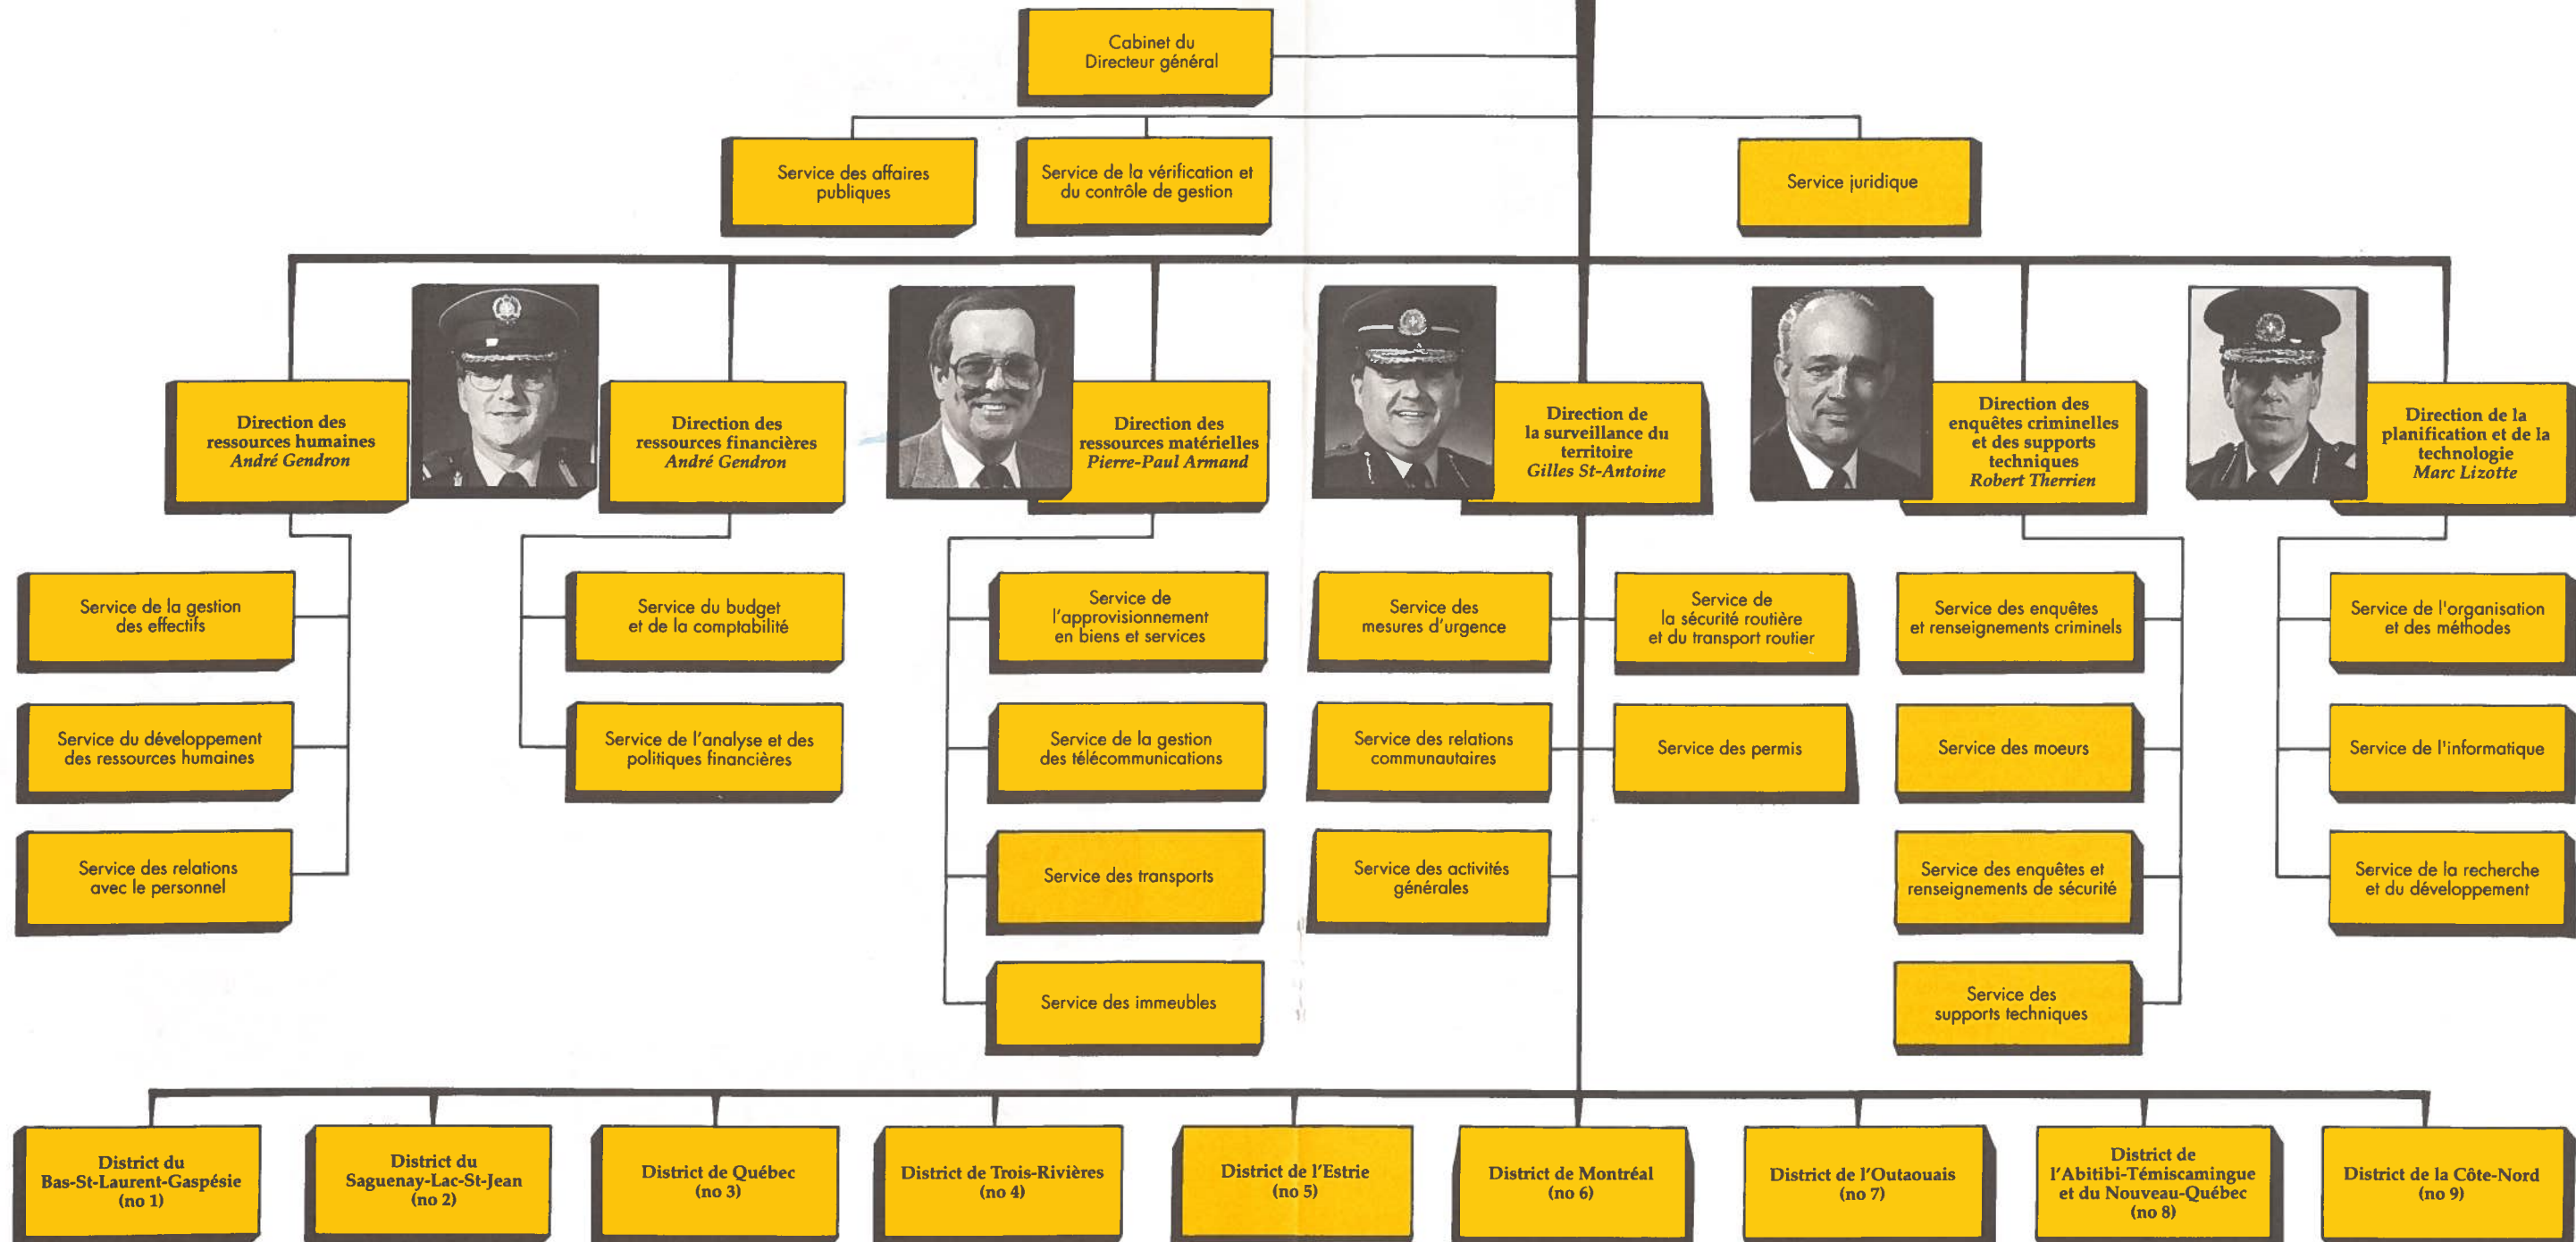 Cabinet du
Directeur général
Service des affaires
publiques
Service de la vérification et
du contrôle de gestion
Service juridique
Direction des
ressources humaines
André Gendron
Direction des
ressources financières
André Gendron
Direction des
ressources matérielles
Pierre-Paul Armand
Direction de
la surveillance du
territoire
Gilles St-Antoine
Direction des
enquêtes criminelles
et des supports
techniques
Robert Therrien
Direction de la
planification et de la
technologie
Marc Lizotte
Service de la gestion
des effectifs
Service du budget
et de la comptabilité
Service de
l'approvisionnement
en biens et services
Service des
mesures d'urgence
Service de
la sécurité routière
et du transport routier
Service des enquêtes
et renseignements criminels
Service de l'organisation
et des méthodes
Service du développement
des ressources humaines
Service de l'analyse et des
politiques financières
Service de la gestion
des télécommunications
Service des relations
communautaires
Service des permis
Service des moeurs
Service de l'informatique
Service des relations
avec le personnel
Service des transports
Service des activités
générales
Service des enquêtes et
renseignements de sécurité
Service de la recherche
et du développement
Service des immeubles
Service des
supports techniques
District du
Bas-St-Laurent-Gaspésie
(no 1)
District du
Saguenay-Lac-St-Jean
(no 2)
District de Québec
(no 3)
District de Trois-Rivières
(no 4)
District de l'Estrie
(no 5)
District de Montréal
(no 6)
District de l'Outaouais
(no 7)
District de
l'Abitibi-Témiscamingue
et du Nouveau-Québec
(no 8)
District de la Côte-Nord
(no 9)